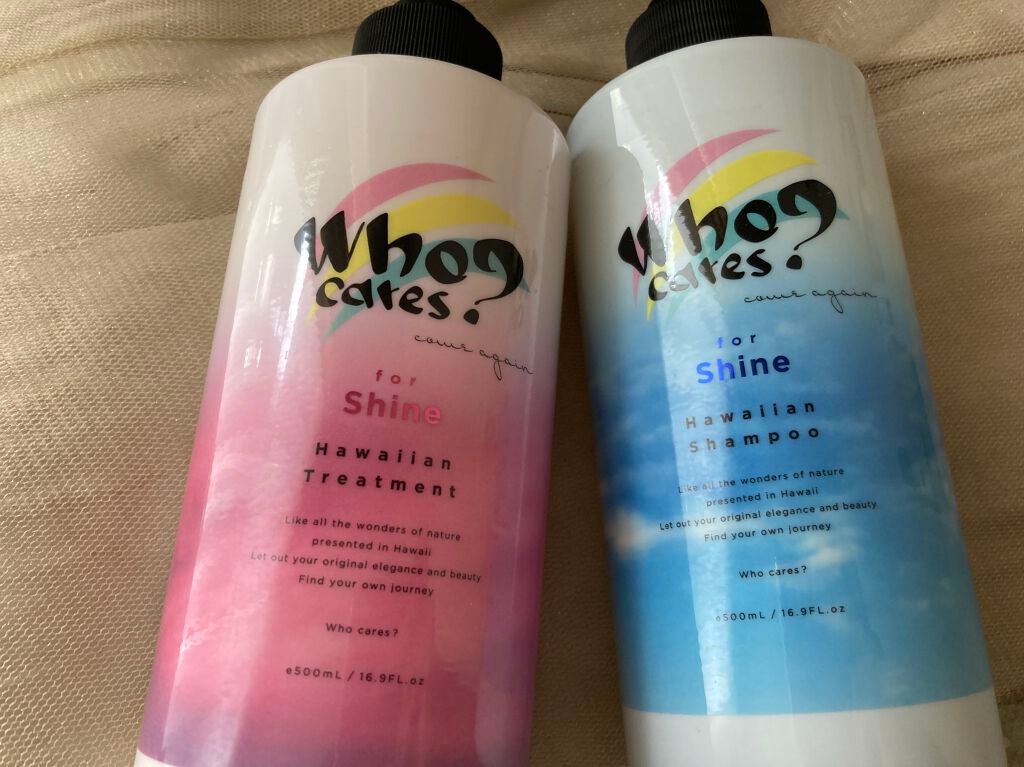 Who?
cares?
come again
for
Shine
Hawaiian
Treatment
Like all the wonders of nature
presented in Hawaii
Let out your original elegance and beauty
Find your own journey
Who cares?
e500mL / 16.9FL.oz
Who?
cares?
come again
for
Shine
Hawaiian
Shampoo
Like all the wonders of nature
presented in Hawaii
Let out your original elegance and beauty
Find your own journey
Who cares?
e500mL / 16.9FL.oz